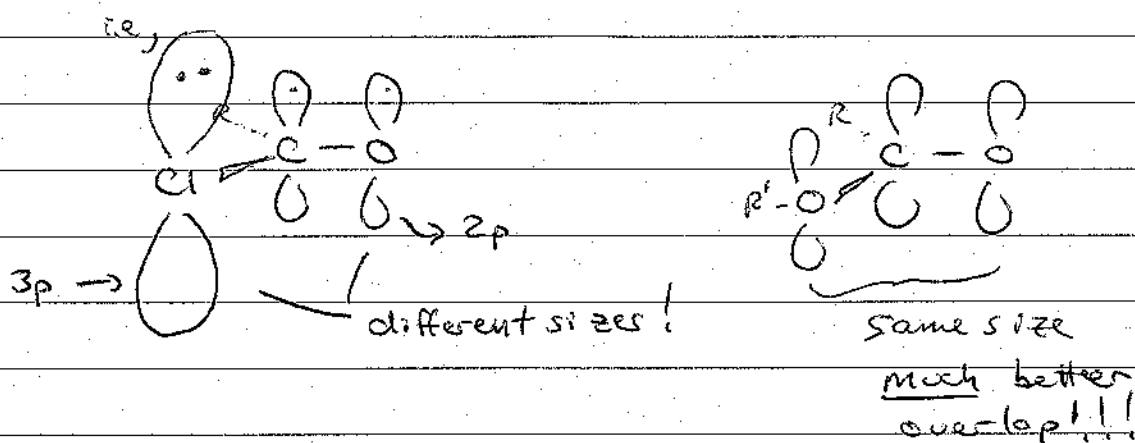 i.e,
R
C — O
Cl
R
C — O
R'-O
→ 2p
3p →
different sizes!
same size
much better
overlap!!!